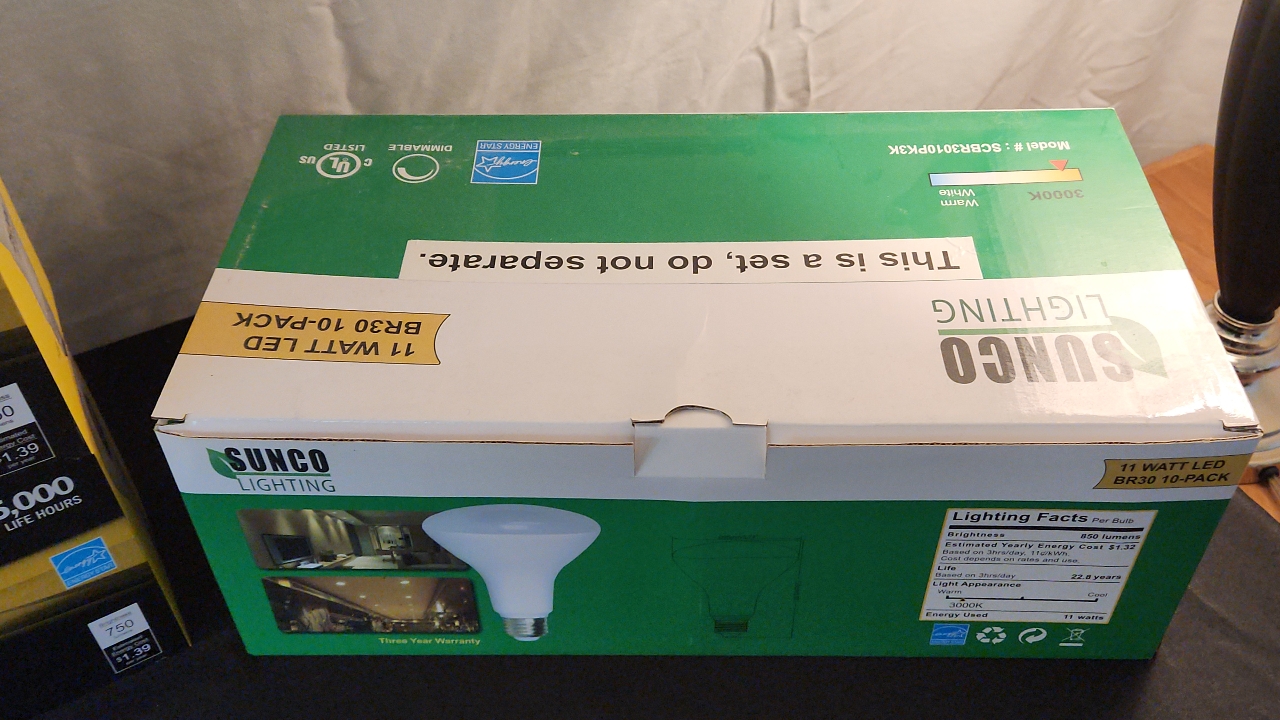 Model # : SCBR3010PK3K
3000K
Warm
White
ENERGY STAR
DIMMABLE
C UL US
LISTED
This is a set, do not separate.
SUNCO
LIGHTING
11 WATT LED
BR30 10-PACK
SUNCO
LIGHTING
11 WATT LED
BR30 10-PACK
Three Year Warranty
Lighting Facts Per Bulb
Brightness 850 lumens
Estimated Yearly Energy Cost $1.32
Based on 3hrs/day, 11¢/kWh.
Cost depends on rates and use.
Life
Based on 3hrs/day 22.8 years
Light Appearance
Warm Cool
3000K
Energy Used 11 watts
1.39
5,000
LIFE HOURS
750
Estimated
Energy Cost
$1.39